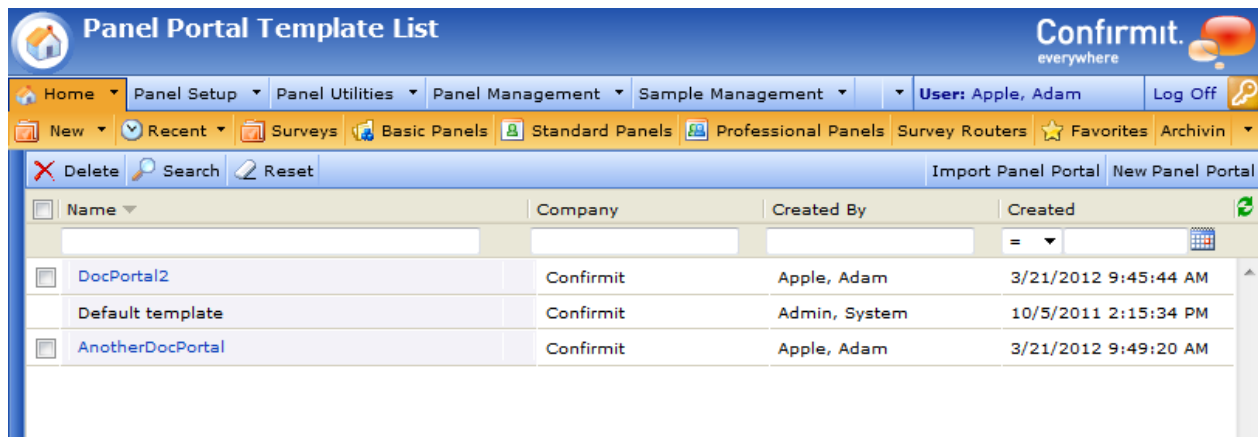 Panel Portal Template List
Confirmit.
everywhere
Home Panel Setup Panel Utilities Panel Management Sample Management User: Apple, Adam Log Off
New Recent Surveys Basic Panels Standard Panels Professional Panels Survey Routers Favorites Archivin
Delete Search Reset Import Panel Portal New Panel Portal
Name Company Created By Created
=
DocPortal2 Confirmit Apple, Adam 3/21/2012 9:45:44 AM
Default template Confirmit Admin, System 10/5/2011 2:15:34 PM
AnotherDocPortal Confirmit Apple, Adam 3/21/2012 9:49:20 AM